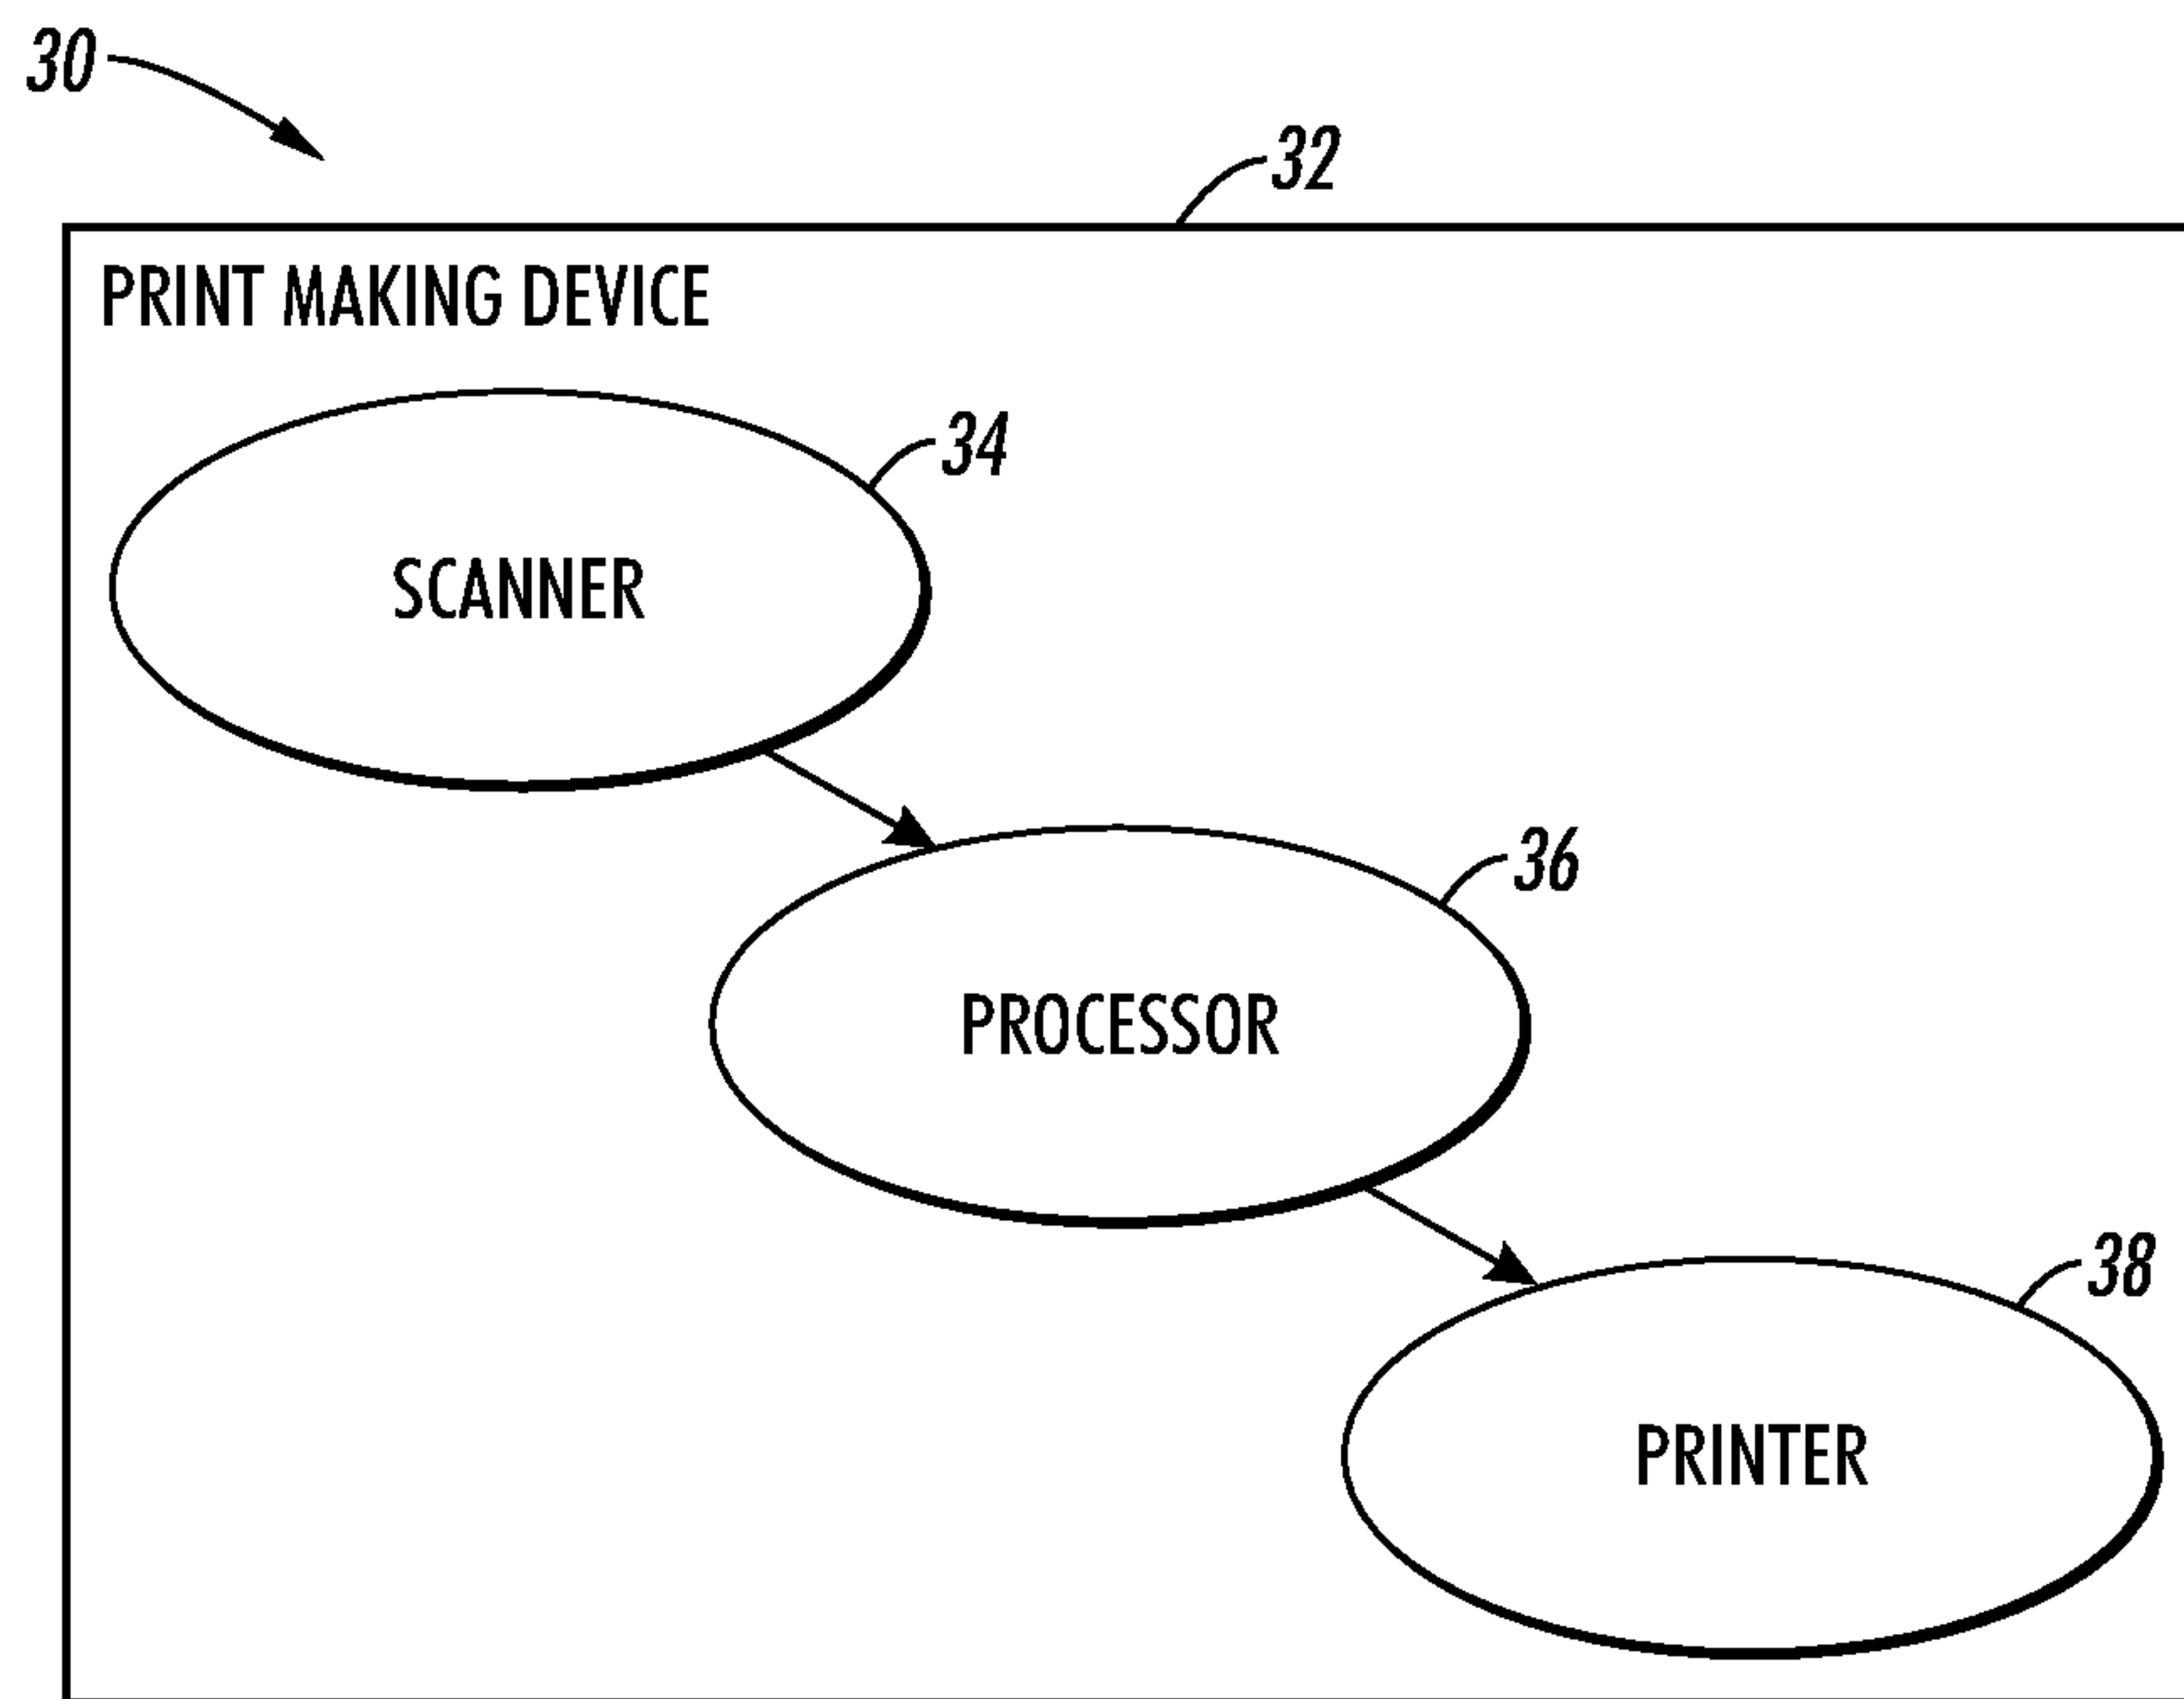 30
32
PRINT MAKING DEVICE
34
SCANNER
36
PROCESSOR
38
PRINTER